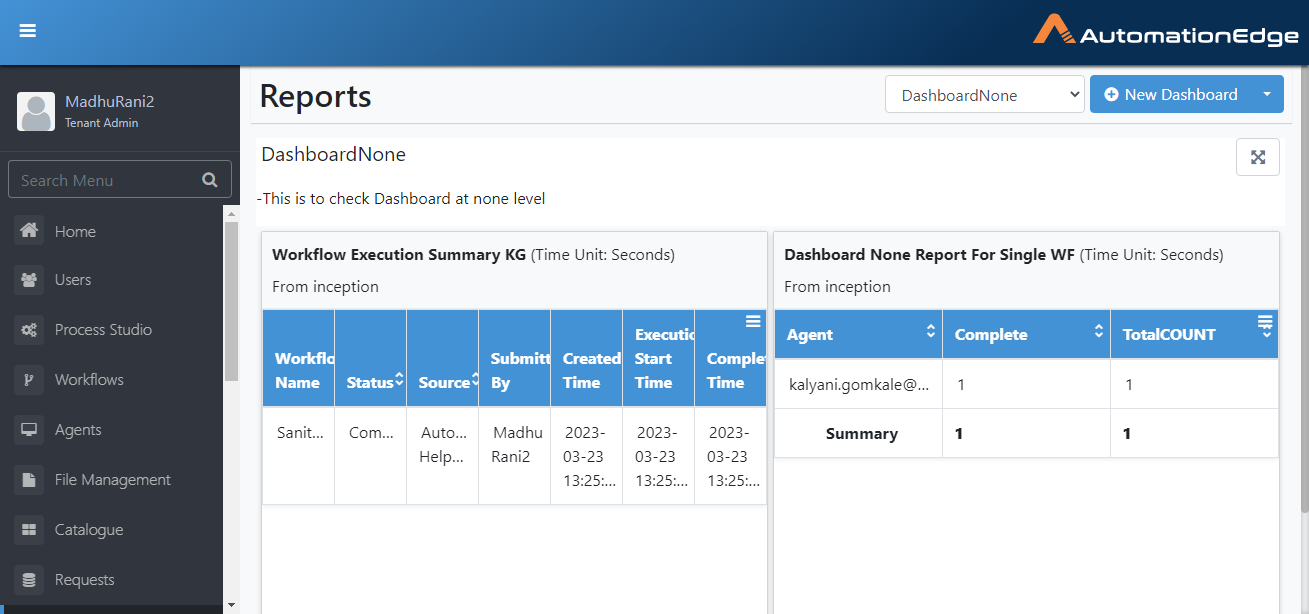 AutomationEdge
MadhuRani2
Tenant Admin
Search Menu
Home
Users
Process Studio
Workflows
Agents
File Management
Catalogue
Requests
Reports
DashboardNone
New Dashboard
DashboardNone
-This is to check Dashboard at none level
Workflow Execution Summary KG (Time Unit: Seconds)
From inception
Workflo
Name
Status
Source
Submitt
By
Created
Time
Executio
Start
Time
Complet
Time
Sanit...
Com...
Auto...
Help...
Madhu
Rani2
2023-
03-23
13:25:...
2023-
03-23
13:25:...
2023-
03-23
13:25:...
Dashboard None Report For Single WF (Time Unit: Seconds)
From inception
Agent Complete TotalCOUNT
kalyani.gomkale@... 1 1
Summary 1 1